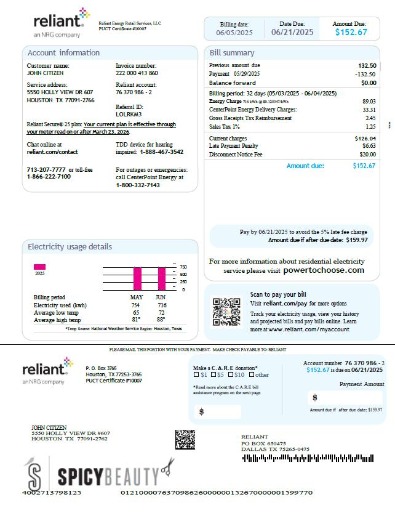 reliant.
an NRG company
Reliant Energy Retail Services, LLC
PUCT Certificate #10007
Billing date:
06/05/2025
Date Due:
06/21/2025
Amount Due:
$152.67
Account information
Customer name:
JOHN CITIZEN
Invoice number:
222 000 413 860
Service address:
5550 HOLLY VIEW DR 607
HOUSTON TX 77091-2766
Reliant account:
76 370 986 - 2
Referral ID:
Reliant Secure® 25 plan: Your current plan is effective through
your meter read on or after March 23, 2026.
Chat online at
reliant.com/contact
TDD device for hearing
impaired: 1-888-467-3542
713-207-7777 or toll-fee
1-866-222-7100
For outages or emergencies:
call CenterPoint Energy at
1-800-332-7143
Bill summary
Previous amount due 132.50
Payment 05/29/2025 -132.50
Balance forward $0.00
Billing period: 32 days (05/03/2025 - 06/04/2025)
Energy Charge 89.03
CenterPoint Energy Delivery Charges: 33.31
Gross Receipts Tax Reimbursement 2.45
Sales Tax 1% 1.25
Current charges $126.04
Late Payment Penalty $6.63
Disconnect Notice Fee $20.00
Amount due: $152.67
Pay by 06/21/2025 to avoid the 5% late fee charge
Amount due if after due date: $159.97
For more information about residential electricity
service please visit powertochoose.com
Electricity usage details
2025
750
500
250
0
Billing period MAY JUN
Electricity used (kwh) 754 736
Average low temp 65 72
Average high temp 81° 88°
*Temp Source: National Weather Service Region: Houston, Texas
Scan to pay your bill
Visit reliant.com/pay for more options
Track your electricity usage, view your history
and projected bills and pay bills online. Learn
more at www.reliant.com/myaccount
PLEASE MAIL THIS PORTION WITH YOUR PAYMENT. MAKE CHECK PAYABLE TO RELIANT
reliant.
an NRG company
P. O. Box 3765
Houston, TX 77253-3765
PUCT Certificate #10007
Make a C.A.R.E donation*
$1 $5 $10 other
*Read more about the C.A.R.E bill
assistance program on the next page
$
Account number 76 370 986 - 2
$152.67 is due on 06/21/2025
Payment Amount
$
Amount due if after due date: $159.97
JOHN CITIZEN
5550 HOLLY VIEW DR 607
HOUSTON TX 77091-2762
RELIANT
PO BOX 650475
DALLAS TX 75265-0475
SPICYBEAUTY
4002713798123